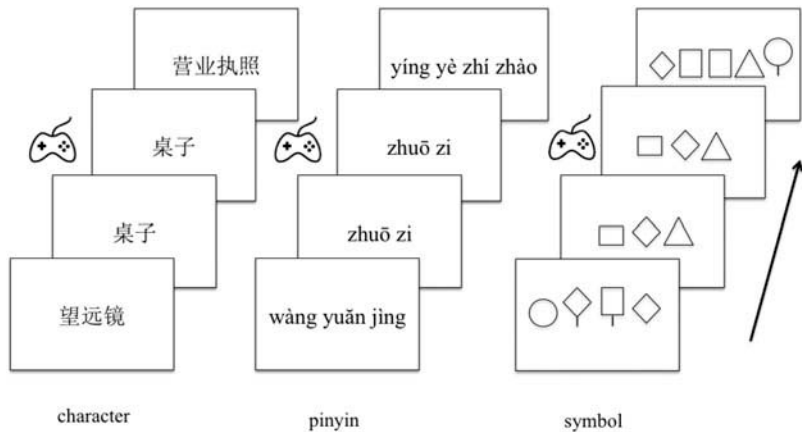 营业执照
桌子
桌子
望远镜
character
yíng yè zhí zhào
zhuō zi
zhuō zi
wàng yuǎn jìng
pinyin
symbol